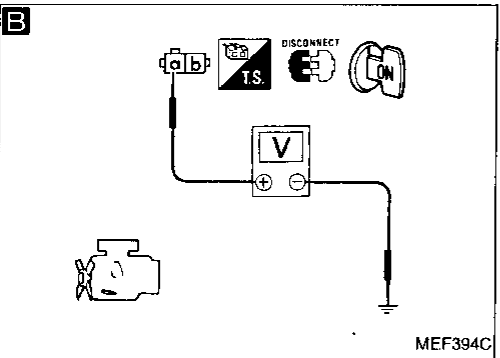 B
a b
T.S.
DISCONNECT
ON
V
+ −
MEF394C